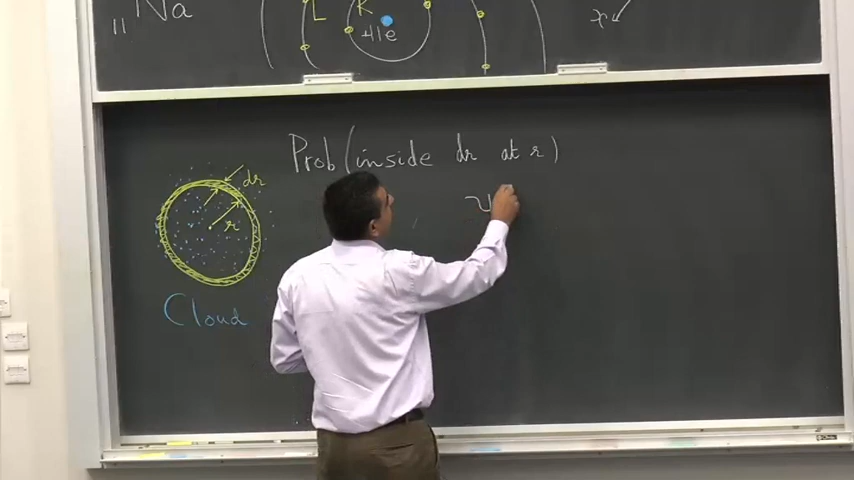 11 Na
L K
+11e
x
Prob(inside dr at r)
dr
r
Ψ
Cloud